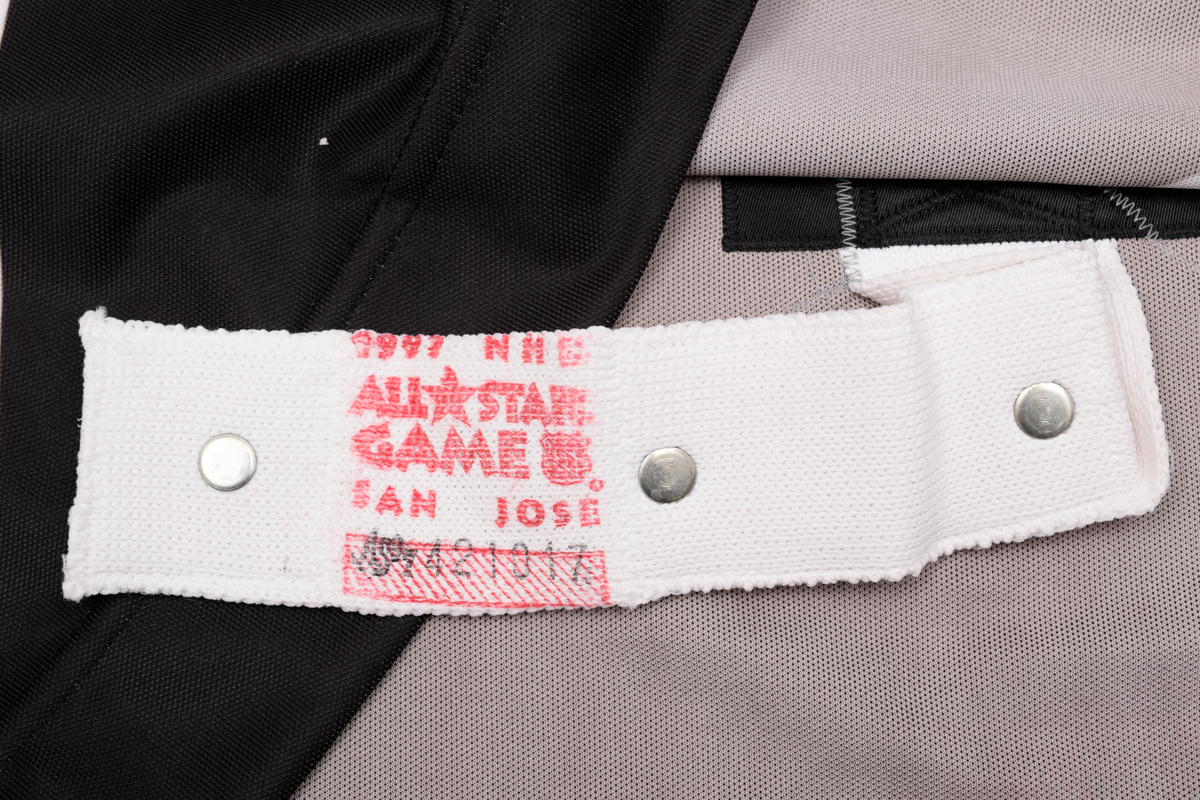 1997 NHL
ALL★STAR
GAME
SAN JOSE
421017